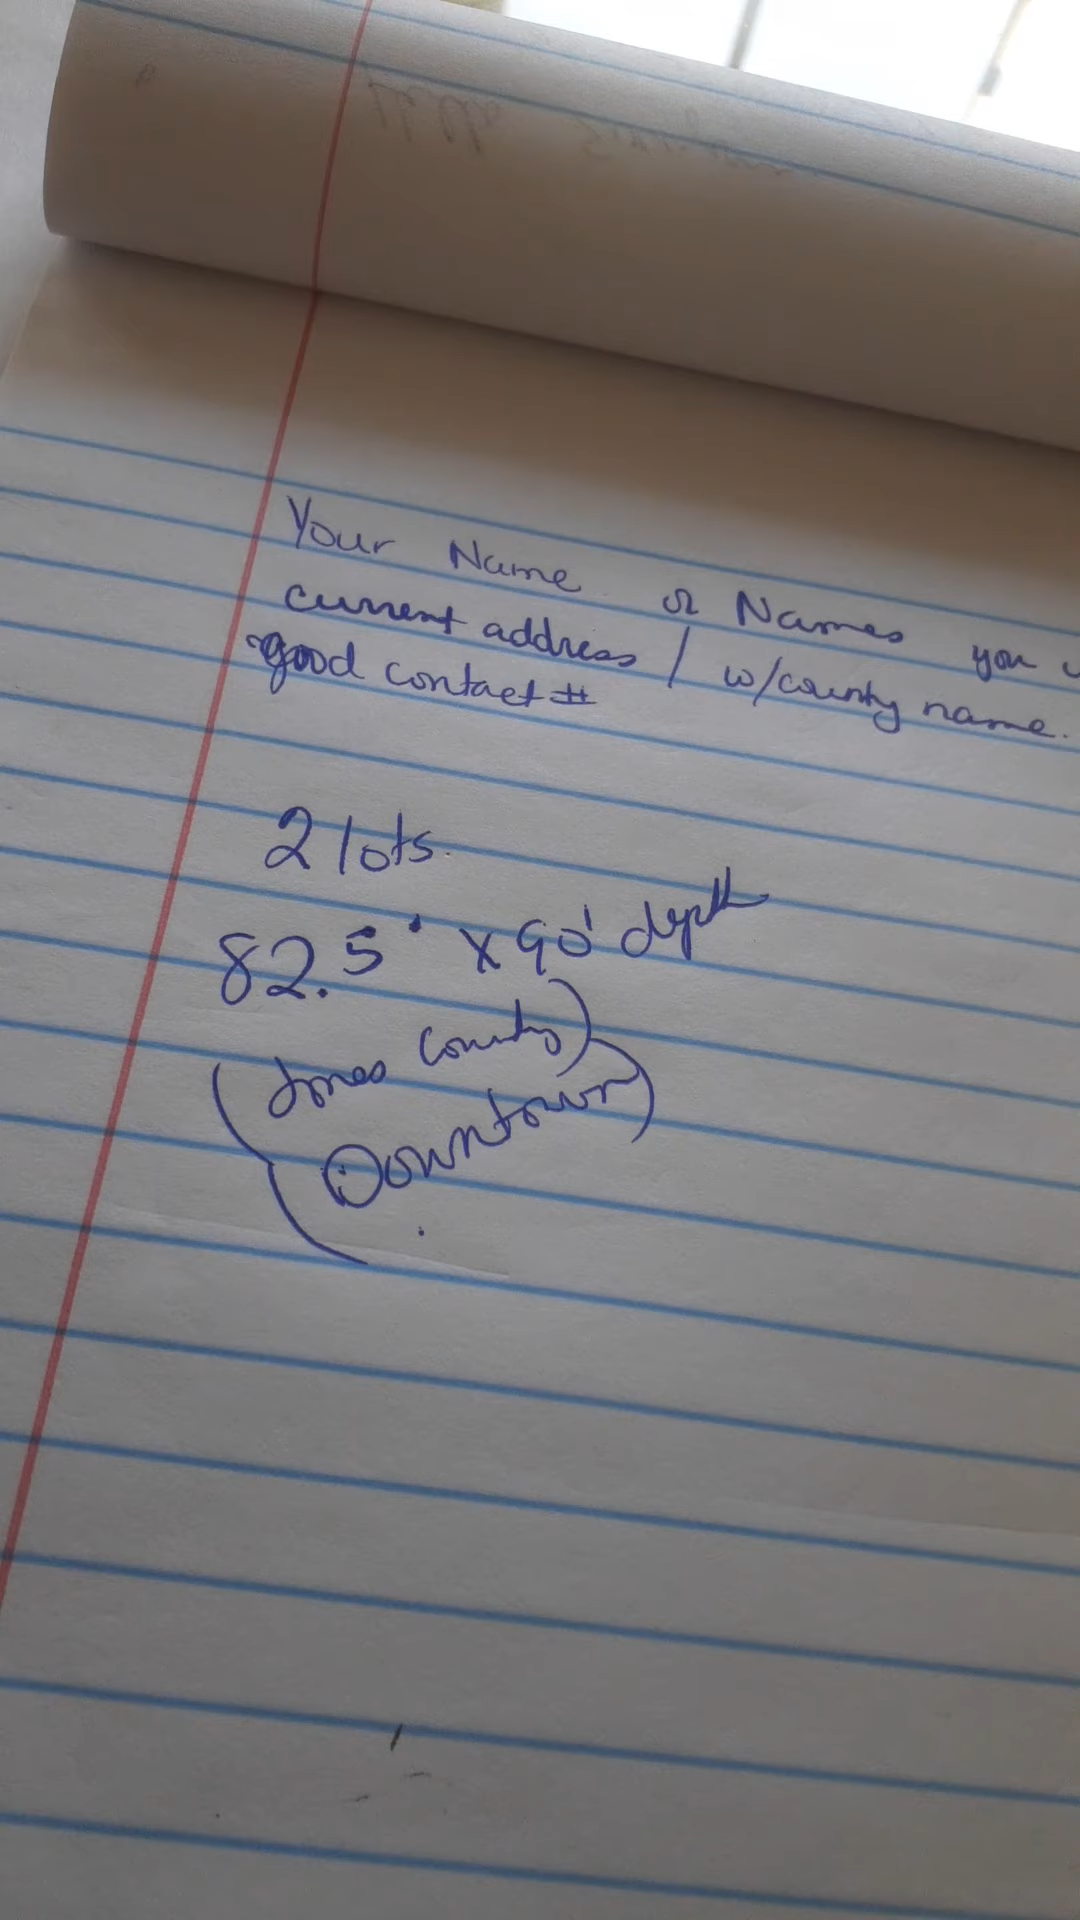 Your Name or Names you
current address / w/county name.
good contact #
2 lots.
82.5' x 90' depth
(Jones County)
(Downtown)